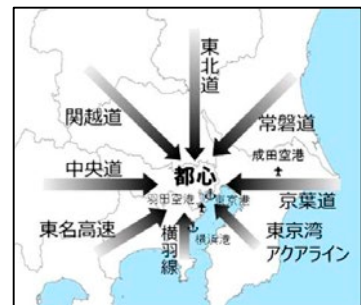 東北道
関越道
常磐道
成田空港
中央道
都心
羽田空港
東京港
京葉道
東名高速
横羽線
横浜港
東京湾
アクアライン